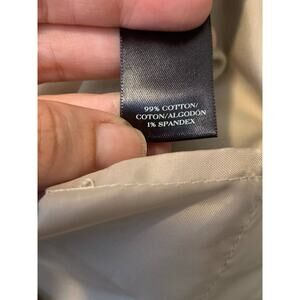 99% COTTON/
COTON/ALGODÓN
1% SPANDEX